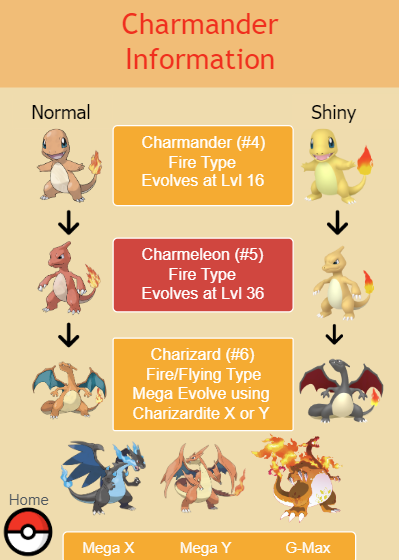 Charmander
Information
Normal
Shiny
Charmander (#4)
Fire Type
Evolves at Lvl 16
Charmeleon (#5)
Fire Type
Evolves at Lvl 36
Charizard (#6)
Fire/Flying Type
Mega Evolve using
Charizardite X or Y
Home
Mega X
Mega Y
G-Max